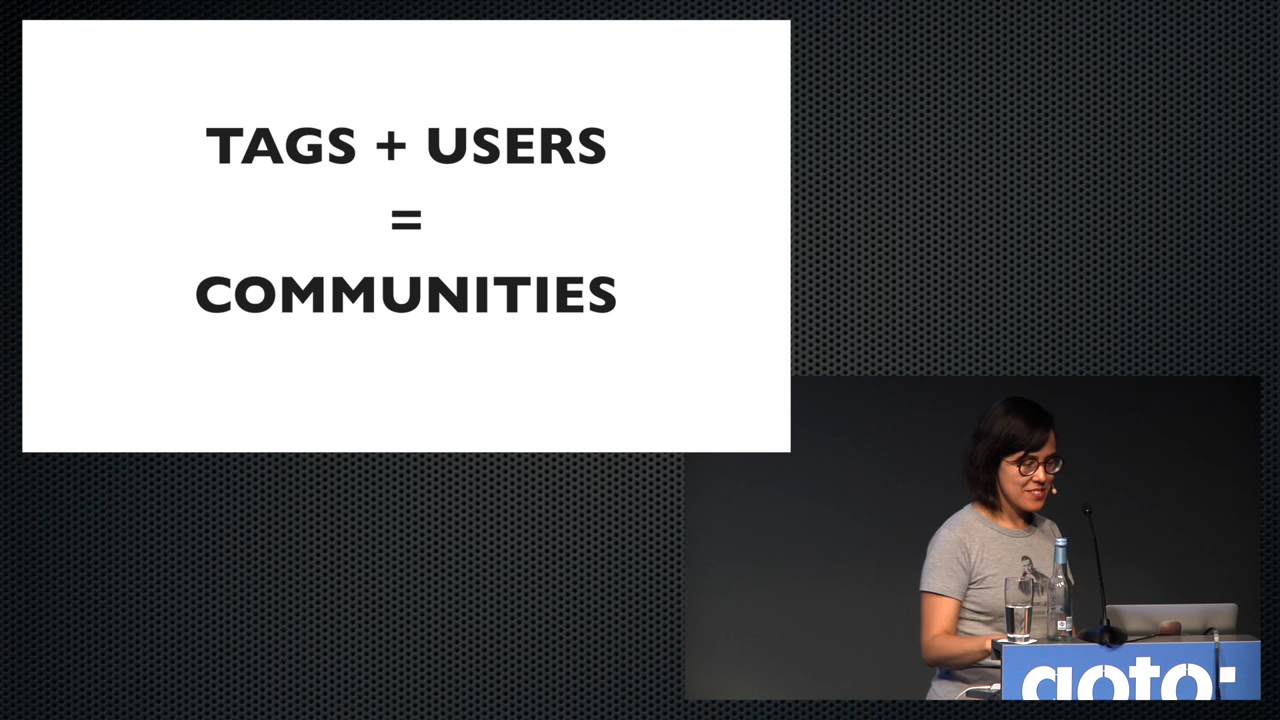 TAGS + USERS
=
COMMUNITIES
goto;